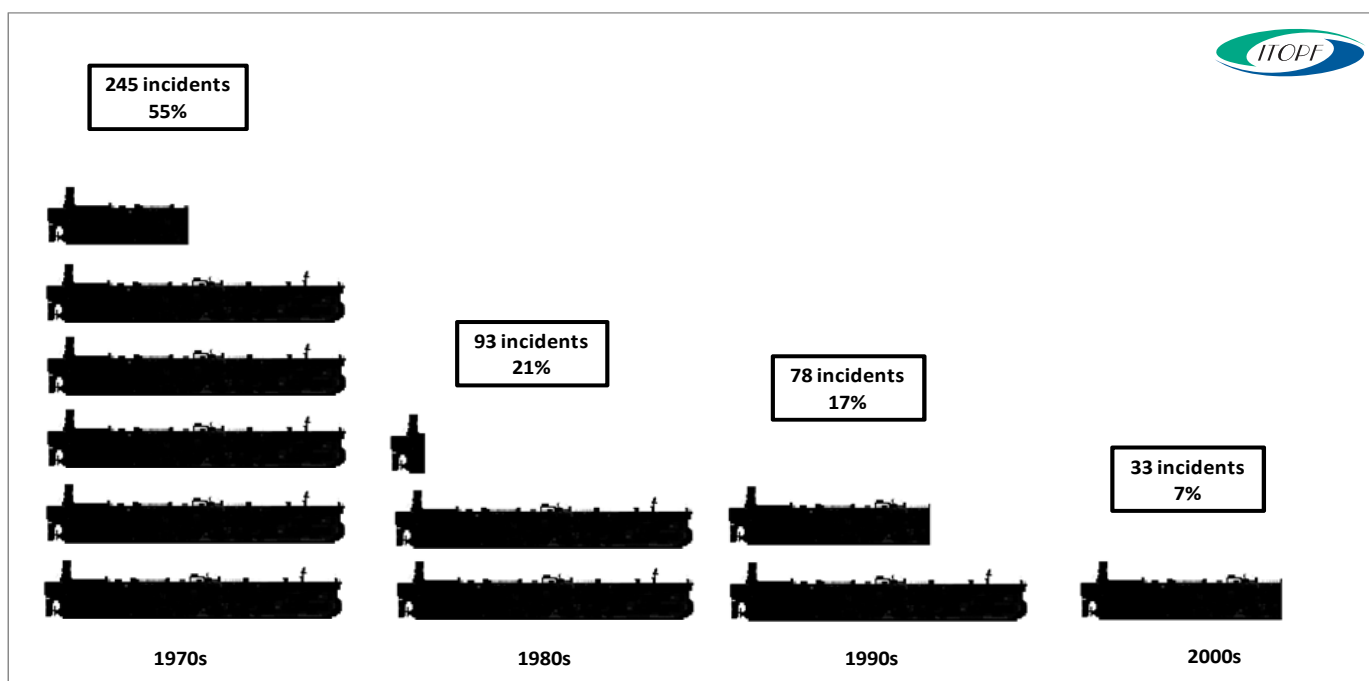 ITOPF
245 incidents
55%
93 incidents
21%
78 incidents
17%
33 incidents
7%
1970s
1980s
1990s
2000s